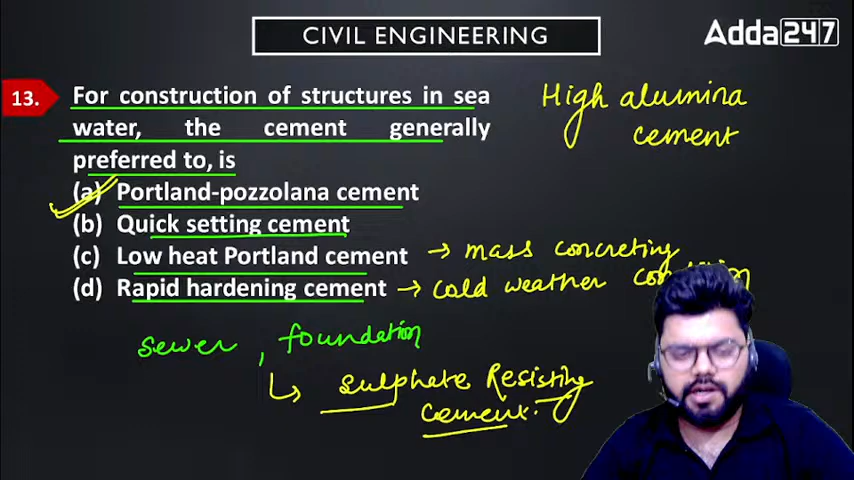 CIVIL ENGINEERING
Adda247
13.
For construction of structures in sea
water, the cement generally
preferred to, is
(a) Portland-pozzolana cement
(b) Quick setting cement
(c) Low heat Portland cement
(d) Rapid hardening cement
High alumina
cement
→ mass concreting
→ cold weather
sewer, foundation
↳ sulphate Resisting
cement.